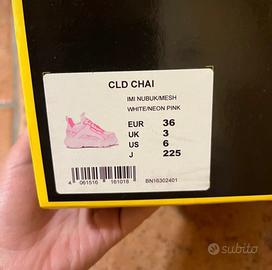 CLD CHAI
IMI NUBUK/MESH
WHITE/NEON PINK
EUR 36
UK 3
US 6
J 225
4 061516 161018
BN16302401
subito